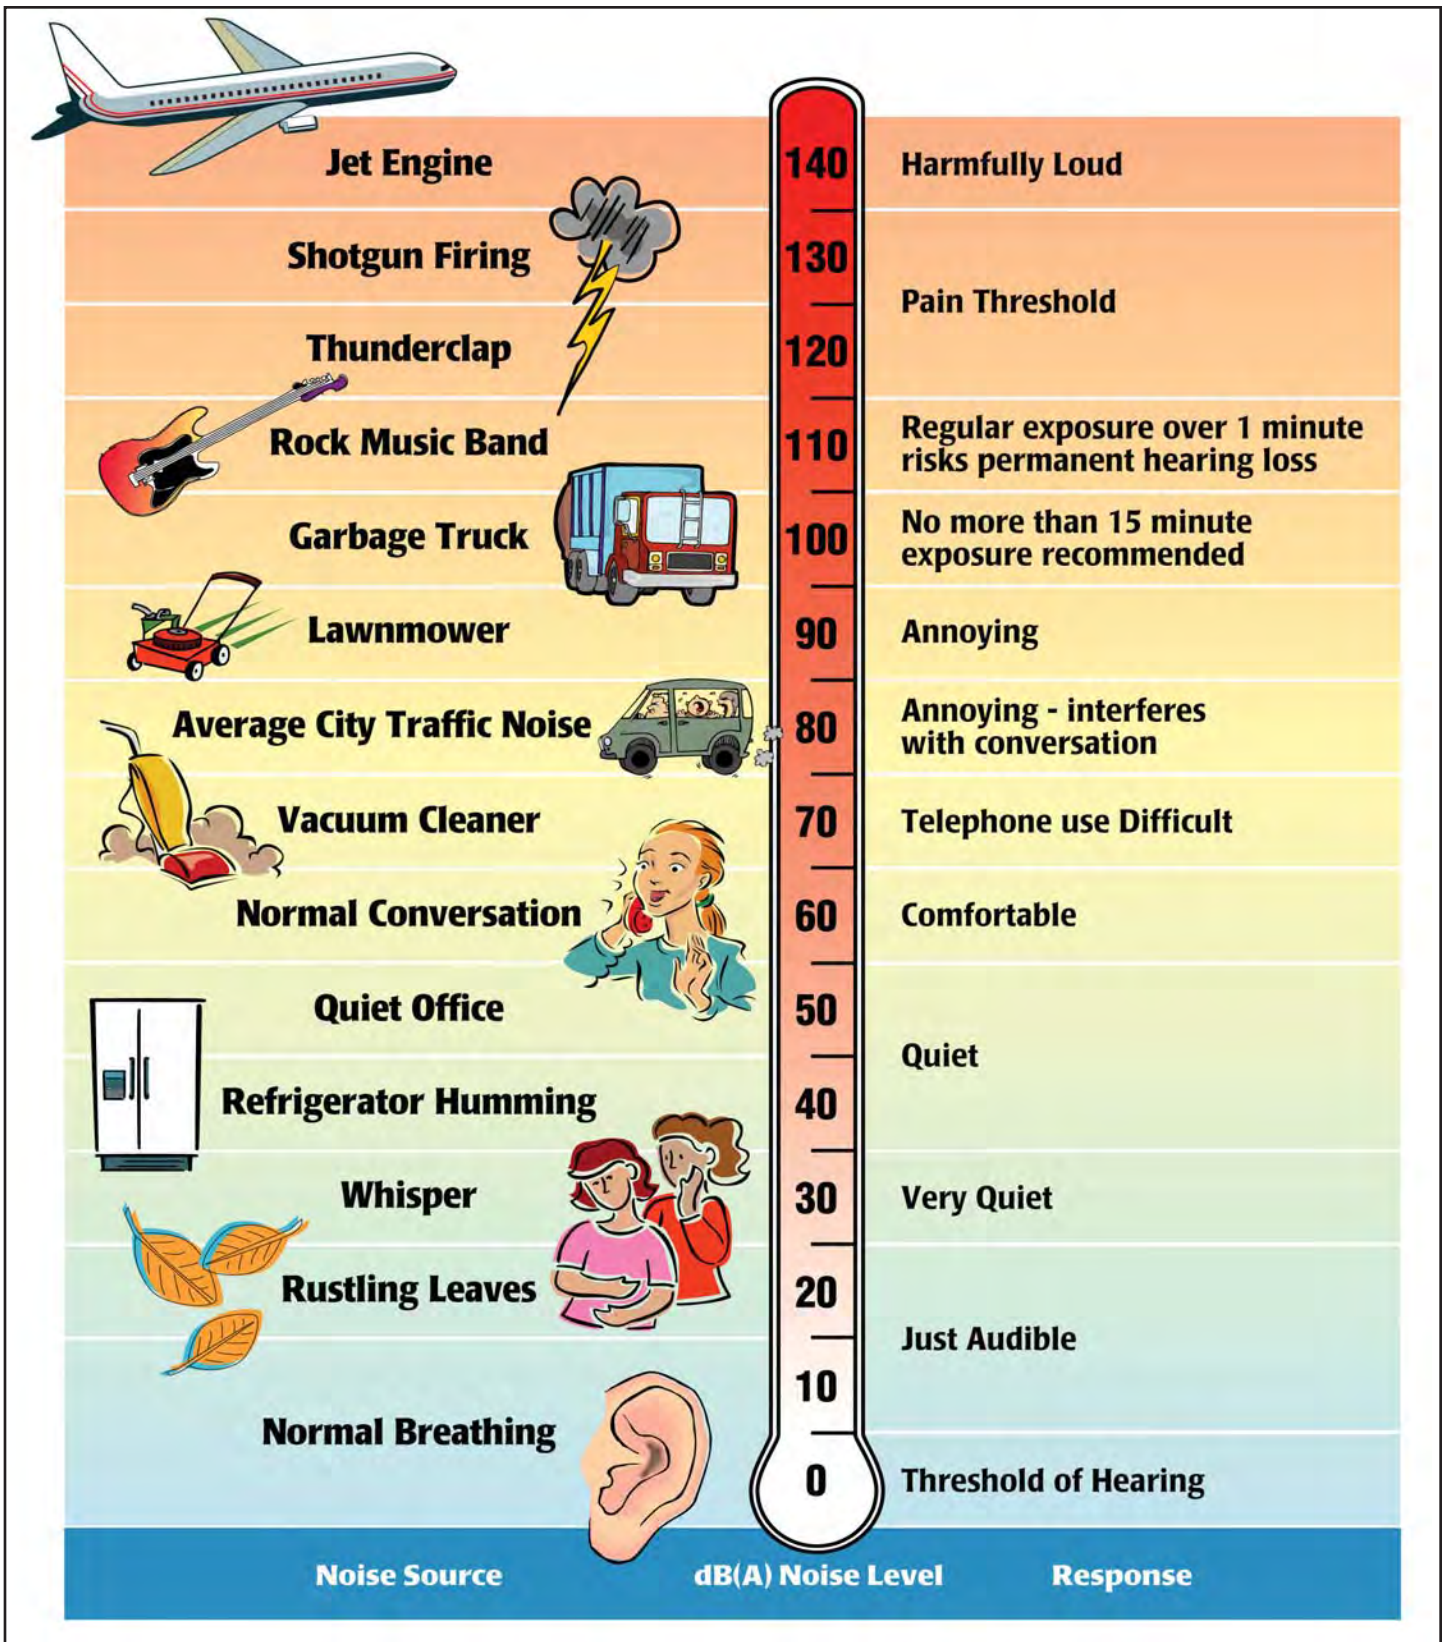 Jet Engine
140
Harmfully Loud
Shotgun Firing
130
Pain Threshold
Thunderclap
120
Rock Music Band
110
Regular exposure over 1 minute
risks permanent hearing loss
Garbage Truck
100
No more than 15 minute
exposure recommended
Lawnmower
90
Annoying
Average City Traffic Noise
80
Annoying - interferes
with conversation
Vacuum Cleaner
70
Telephone use Difficult
Normal Conversation
60
Comfortable
Quiet Office
50
Quiet
Refrigerator Humming
40
Whisper
30
Very Quiet
Rustling Leaves
20
Just Audible
10
Normal Breathing
0
Threshold of Hearing
Noise Source
dB(A) Noise Level
Response